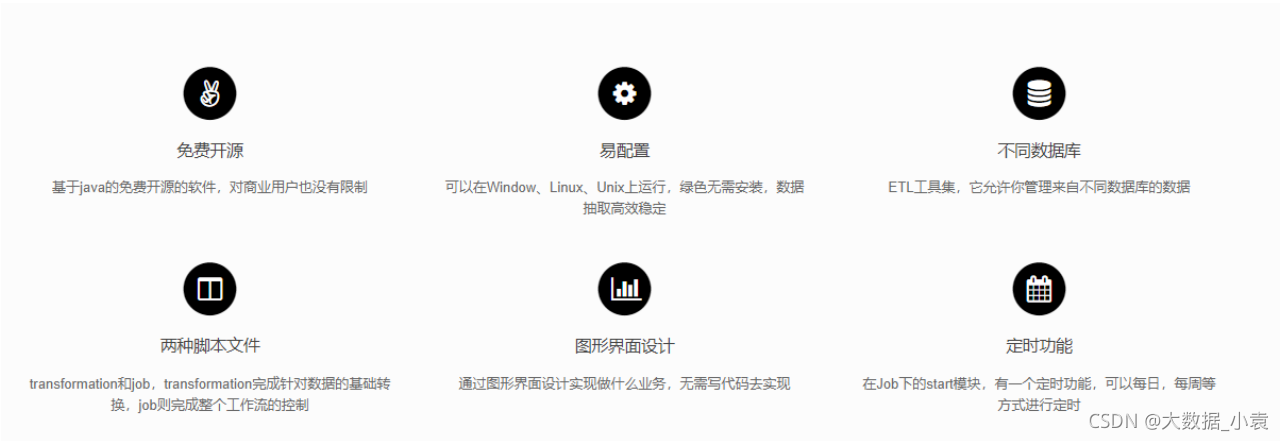 免费开源
基于java的免费开源的软件，对商业用户也没有限制
易配置
可以在Window、Linux、Unix上运行，绿色无需安装，数据
抽取高效稳定
不同数据库
ETL工具集，它允许你管理来自不同数据库的数据
两种脚本文件
transformation和job，transformation完成针对数据的基础转
换，job则完成整个工作流的控制
图形界面设计
通过图形界面设计实现做什么业务，无需写代码去实现
定时功能
在Job下的start模块，有一个定时功能，可以每日，每周等
方式进行定时
CSDN @大数据_小袁